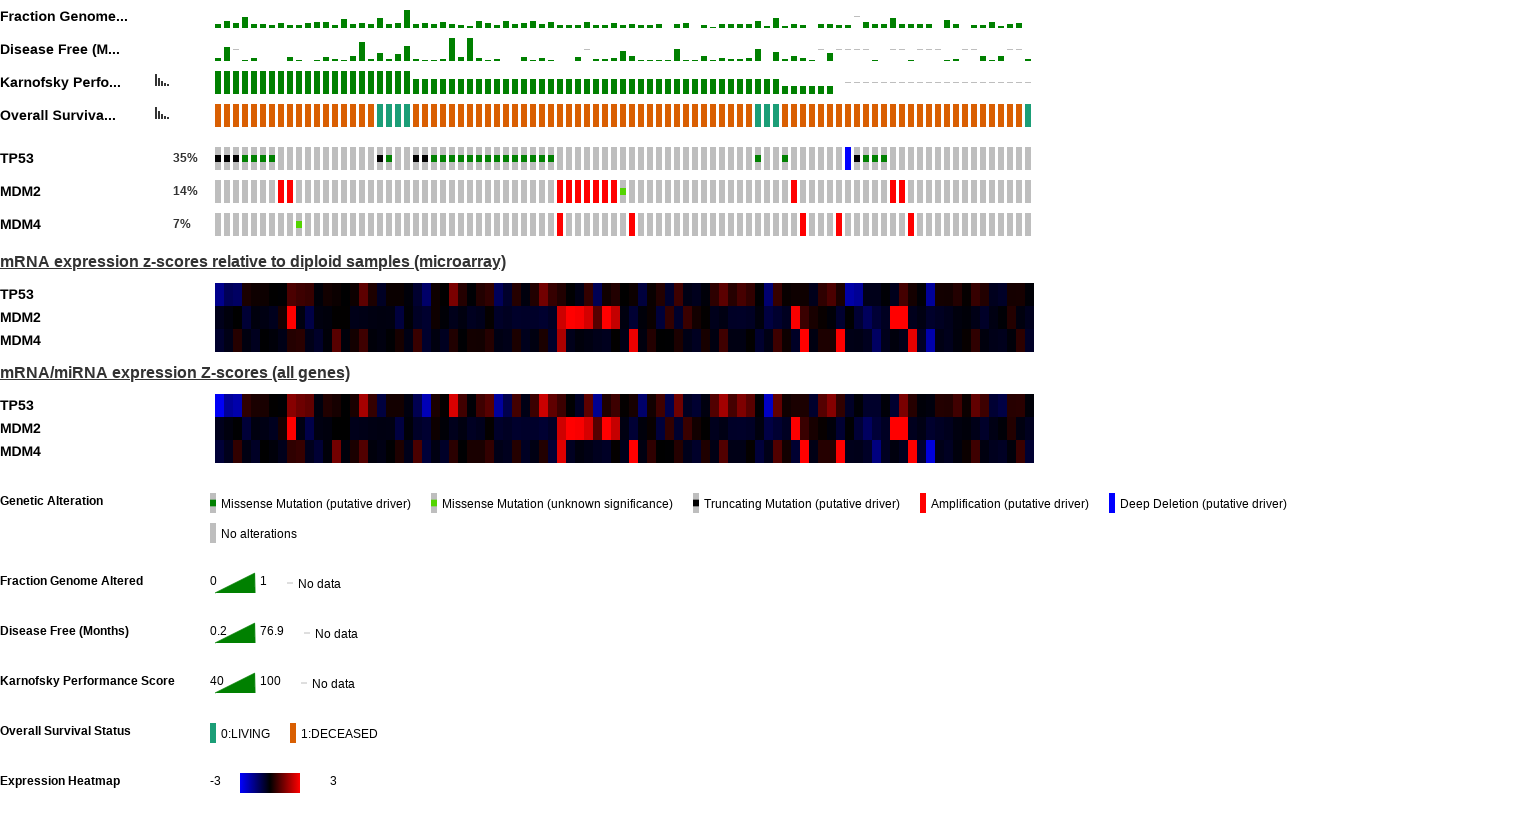 Fraction Genome...
Disease Free (M...
Karnofsky Perfo...
Overall Surviva...
TP53 35%
MDM2 14%
MDM4 7%
mRNA expression z-scores relative to diploid samples (microarray)
TP53
MDM2
MDM4
mRNA/miRNA expression Z-scores (all genes)
TP53
MDM2
MDM4
Genetic Alteration Missense Mutation (putative driver) Missense Mutation (unknown significance) Truncating Mutation (putative driver) Amplification (putative driver) Deep Deletion (putative driver)
No alterations
Fraction Genome Altered 0 1 No data
Disease Free (Months) 0.2 76.9 No data
Karnofsky Performance Score 40 100 No data
Overall Survival Status 0:LIVING 1:DECEASED
Expression Heatmap -3 3